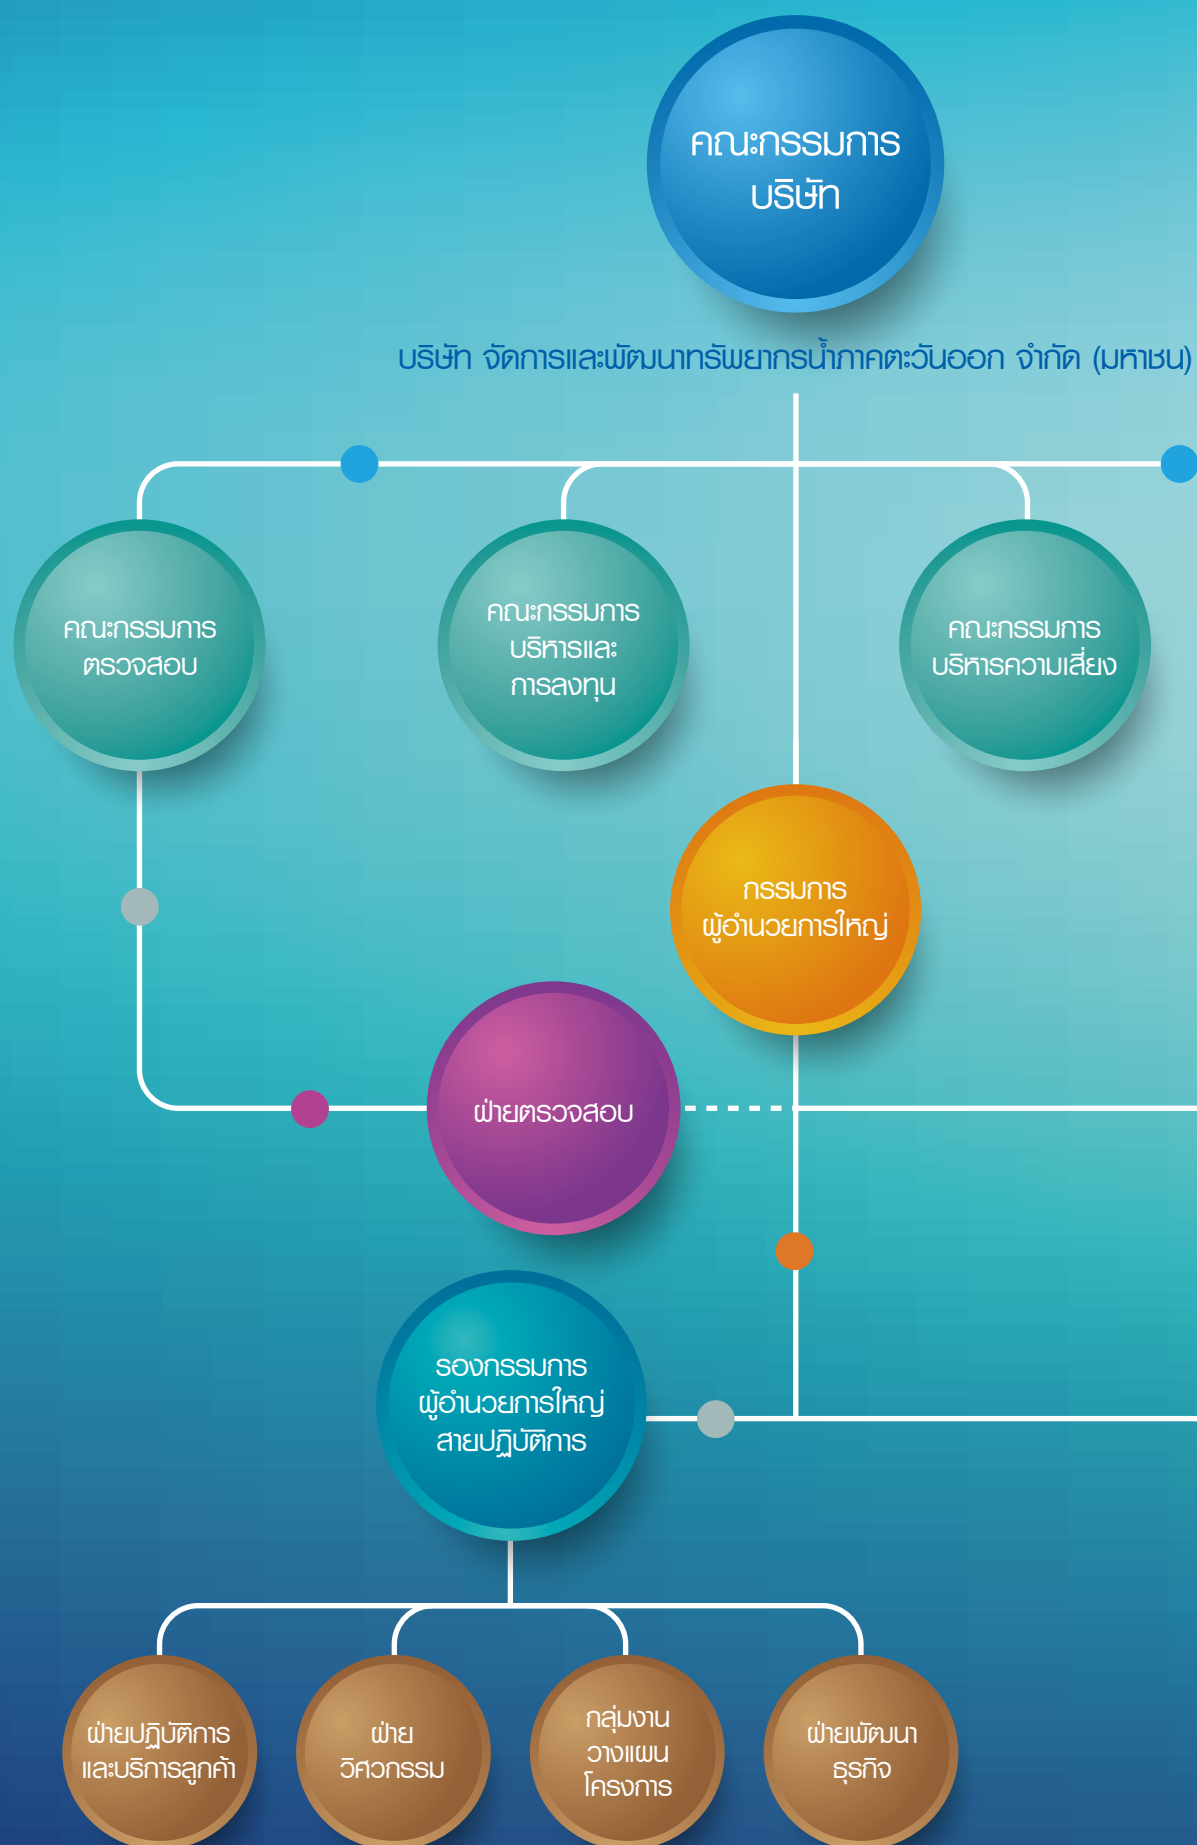 คณะกรรมการ
บริษัท
บริษัท จัดการและพัฒนาทรัพยากรน้ำภาคตะวันออก จำกัด (มหาชน)
คณะกรรมการ
ตรวจสอบ
คณะกรรมการ
บริหารและ
การลงทุน
คณะกรรมการ
บริหารความเสี่ยง
กรรมการ
ผู้อำนวยการใหญ่
ฝ่ายตรวจสอบ
รองกรรมการ
ผู้อำนวยการใหญ่
สายปฏิบัติการ
ฝ่ายปฏิบัติการ
และบริการลูกค้า
ฝ่าย
วิศวกรรม
กลุ่มงาน
วางแผน
โครงการ
ฝ่ายพัฒนา
ธุรกิจ